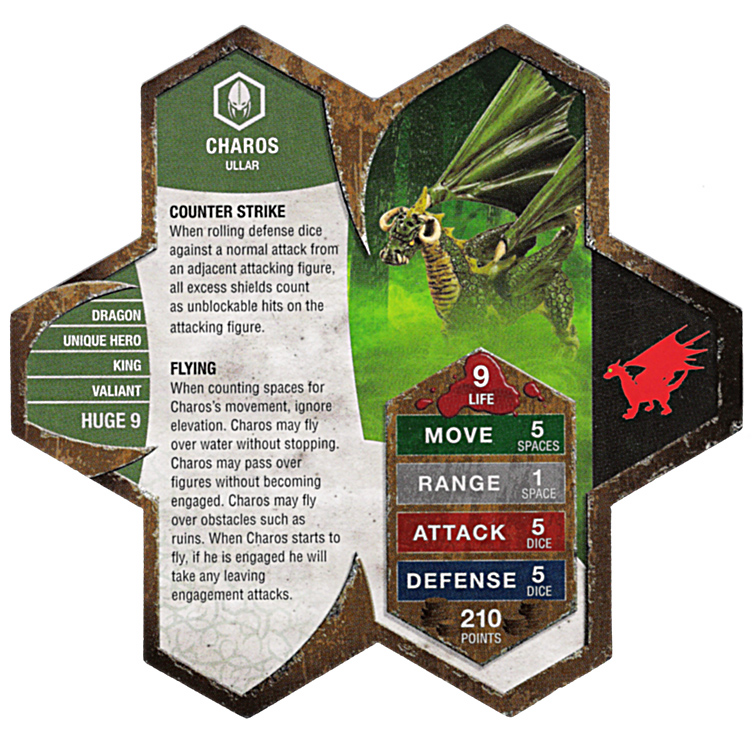 CHAROS
ULLAR
COUNTER STRIKE
When rolling defense dice
against a normal attack from
an adjacent attacking figure,
all excess shields count
as unblockable hits on the
attacking figure.
FLYING
When counting spaces for
Charos's movement, ignore
elevation. Charos may fly
over water without stopping.
Charos may pass over
figures without becoming
engaged. Charos may fly
over obstacles such as
ruins. When Charos starts to
fly, if he is engaged he will
take any leaving
engagement attacks.
DRAGON
UNIQUE HERO
KING
VALIANT
HUGE 9
9
LIFE
MOVE 5
SPACES
RANGE 1
SPACE
ATTACK 5
DICE
DEFENSE 5
DICE
210
POINTS